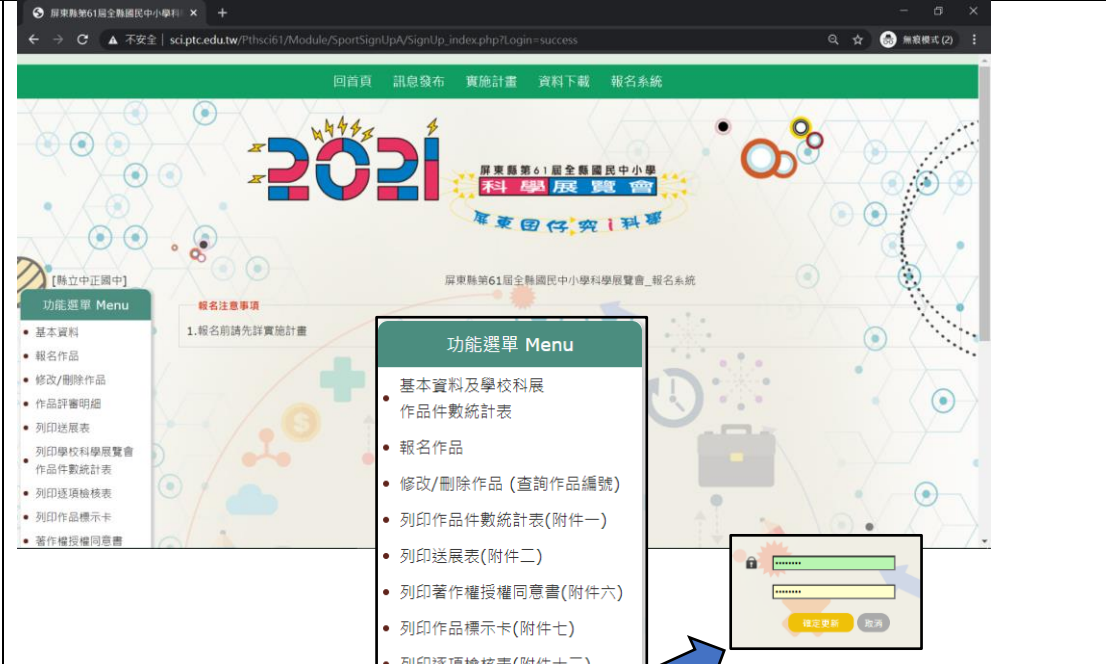 屏東縣第61屆全縣國民中小學科
不安全 | sci.ptc.edu.tw/Pthsci61/Module/SportSignUpA/SignUp_index.php?Login=success
無痕模式 (2)
回首頁 訊息發布 實施計畫 資料下載 報名系統
2021
屏東縣第61屆全縣國民中小學
科學展覽會
屏東囝仔究i科學
[縣立中正國中]
屏東縣第61屆全縣國民中小學科學展覽會_報名系統
功能選單 Menu
基本資料
報名作品
修改/刪除作品
作品評審明細
列印送展表
列印學校科學展覽會
作品件數統計表
列印逐項檢核表
列印作品標示卡
著作權授權同意書
報名注意事項
1.報名前請先詳實施計畫
功能選單 Menu
基本資料及學校科展
作品件數統計表
報名作品
修改/刪除作品 (查詢作品編號)
列印作品件數統計表(附件一)
列印送展表(附件二)
列印著作權授權同意書(附件六)
列印作品標示卡(附件七)
列印逐項檢核表(附件十二)
確定更新 取消